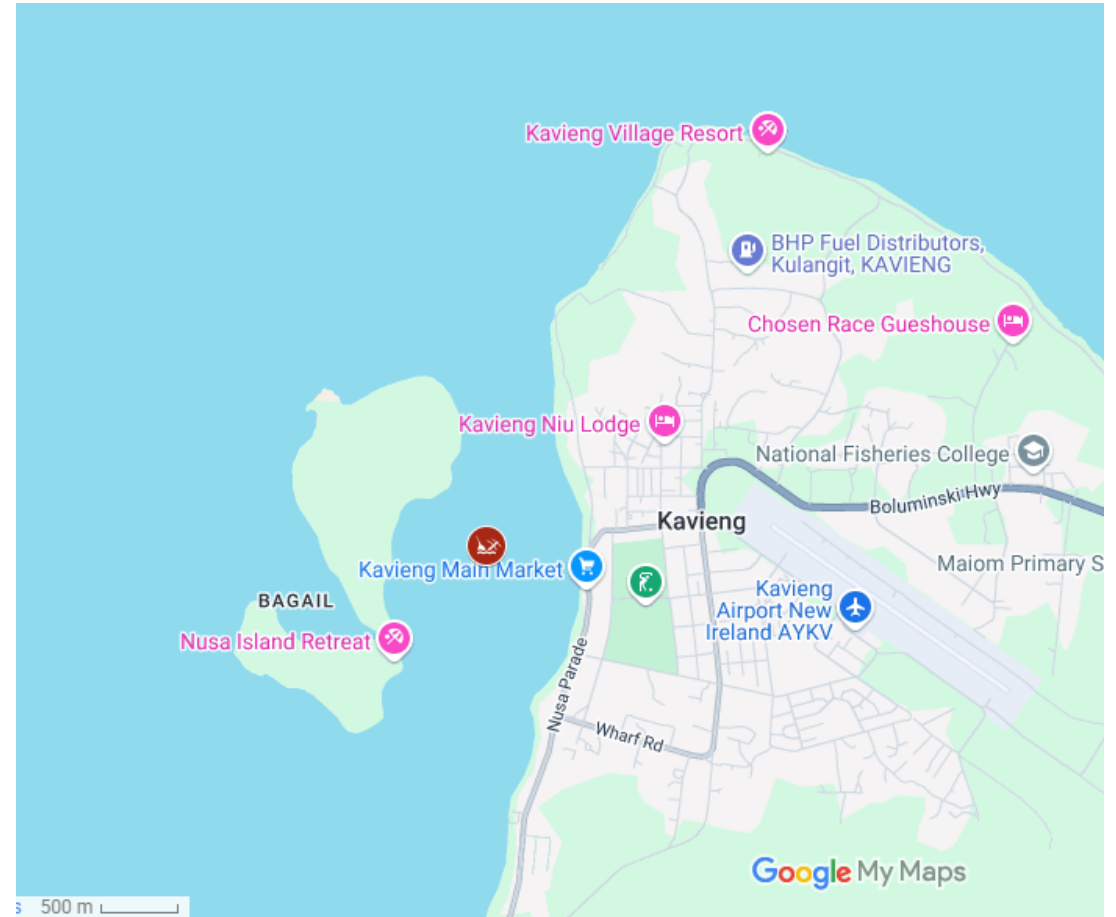 Kavieng Village Resort
BHP Fuel Distributors,
Kulangit, KAVIENG
Chosen Race Gueshouse
Kavieng Niu Lodge
National Fisheries College
Boluminski Hwy
Kavieng
Maiom Primary S
Kavieng Main Market
Kavieng
Airport New
Ireland AYKV
BAGAIL
Nusa Island Retreat
Nusa Parade
Wharf Rd
Google My Maps
s 500 m